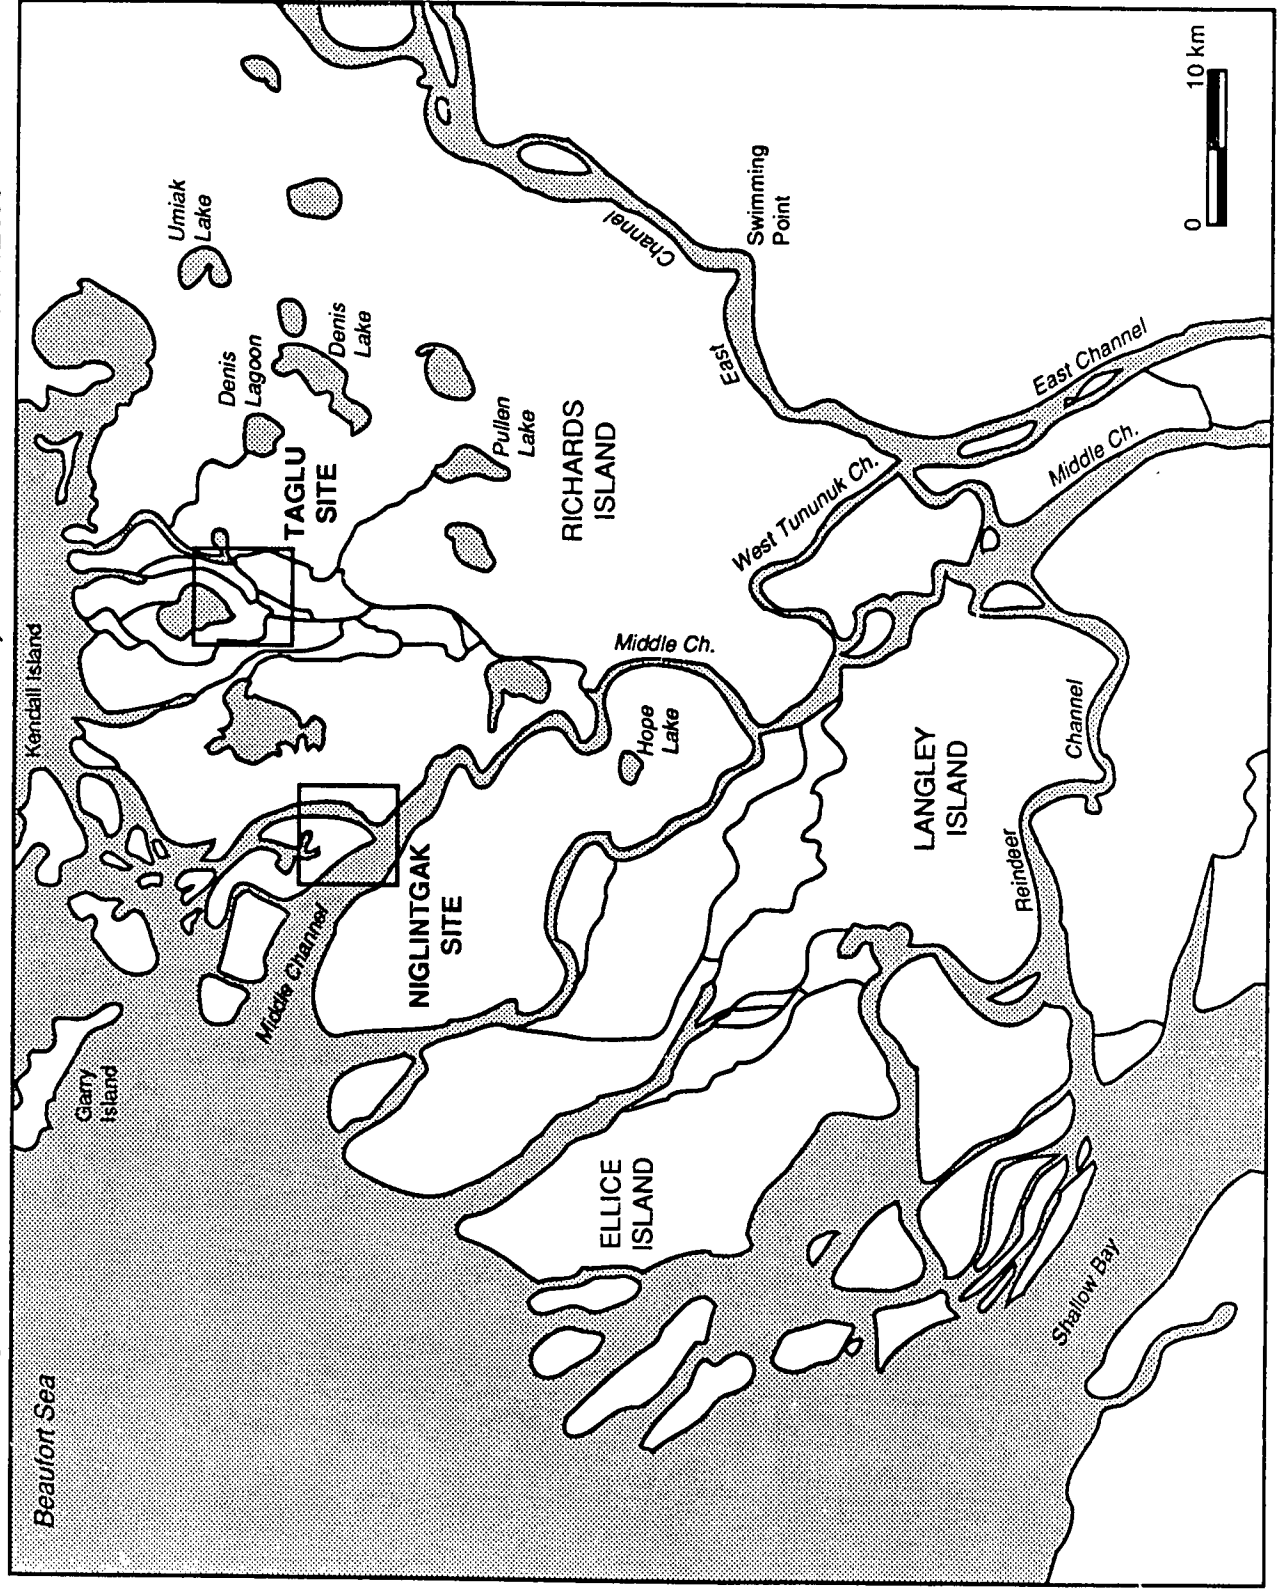 Beaufort Sea
Garry
Island
Kendall Island
Umiak
Lake
Denis
Lagoon
Denis
Lake
TAGLU
SITE
Pullen
Lake
RICHARDS
ISLAND
Middle Channel
NIGLINTGAK
SITE
Hope
Lake
Middle Ch.
ELLICE
ISLAND
LANGLEY
ISLAND
West Tununuk Ch.
East
Channel
Swimming
Point
East Channel
Middle Ch.
Reindeer
Channel
Shallow Bay
0
10 km